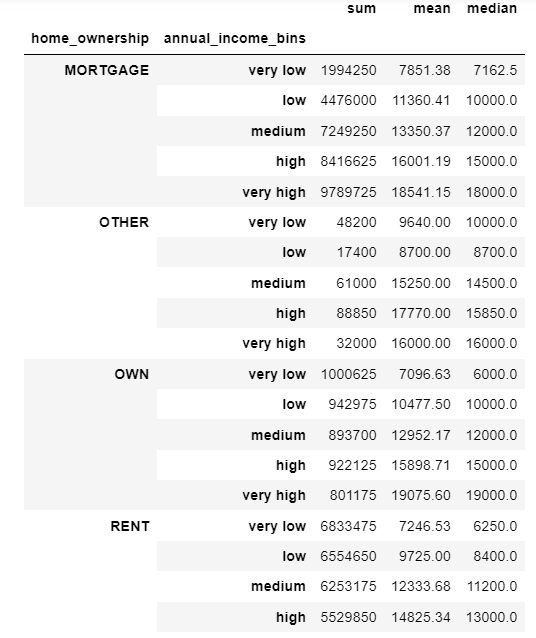 sum mean median
home_ownership annual_income_bins
MORTGAGE very low 1994250 7851.38 7162.5
low 4476000 11360.41 10000.0
medium 7249250 13350.37 12000.0
high 8416625 16001.19 15000.0
very high 9789725 18541.15 18000.0
OTHER very low 48200 9640.00 10000.0
low 17400 8700.00 8700.0
medium 61000 15250.00 14500.0
high 88850 17770.00 15850.0
very high 32000 16000.00 16000.0
OWN very low 1000625 7096.63 6000.0
low 942975 10477.50 10000.0
medium 893700 12952.17 12000.0
high 922125 15898.71 15000.0
very high 801175 19075.60 19000.0
RENT very low 6833475 7246.53 6250.0
low 6554650 9725.00 8400.0
medium 6253175 12333.68 11200.0
high 5529850 14825.34 13000.0